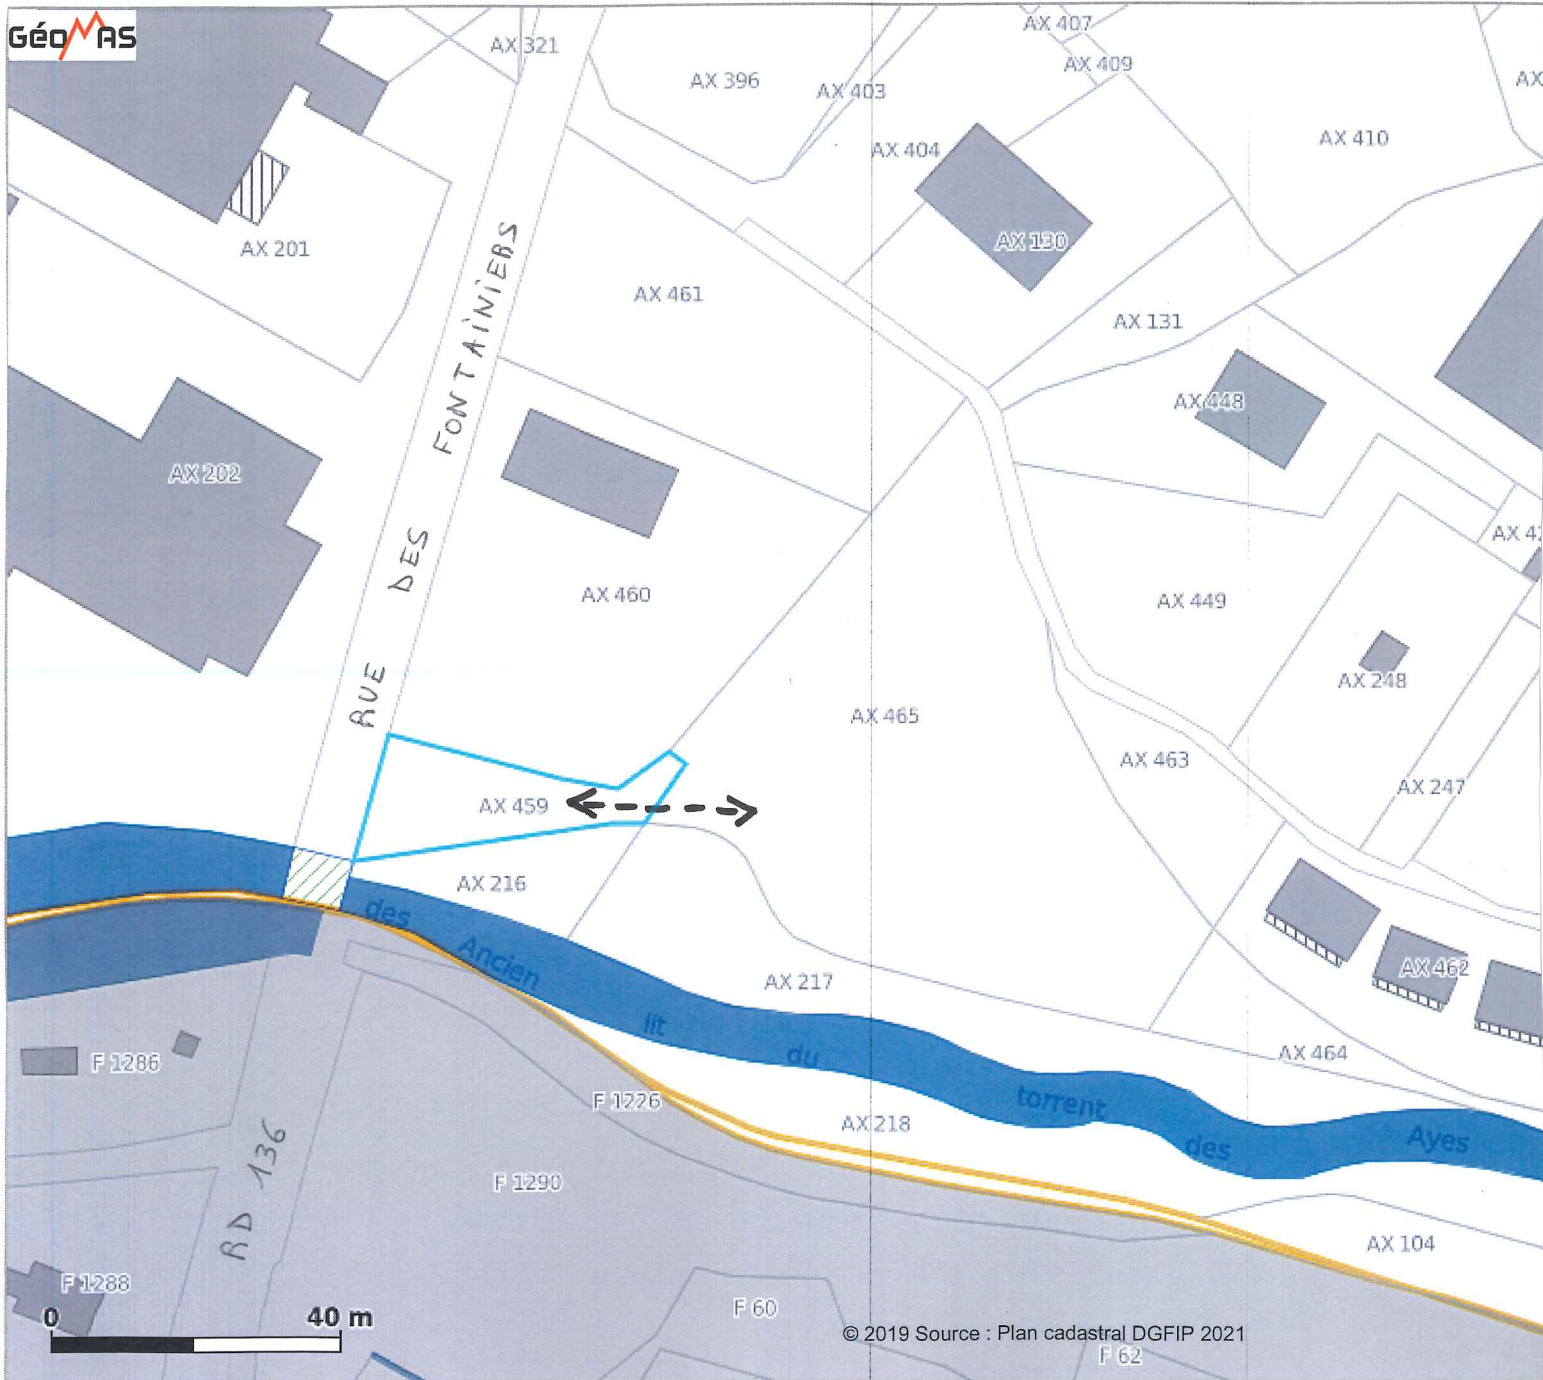 GéoMAS
AX 321
AX 396
AX 403
AX 407
AX 409
AX
AX 404
AX 410
AX 201
AX 130
AX 461
AX 131
AX 448
AX 202
AX 460
AX 449
AX 248
AX 465
AX 463
AX 247
AX 459
AX 216
AX 217
AX 462
AX 464
RUE DES FONTAINIERS
des Ancien lit du torrent des Ayes
F 1286
F 1226
AX 218
F 1290
RD 136
AX 104
F 1288
F 60
0 40 m
© 2019 Source : Plan cadastral DGFIP 2021
F 62